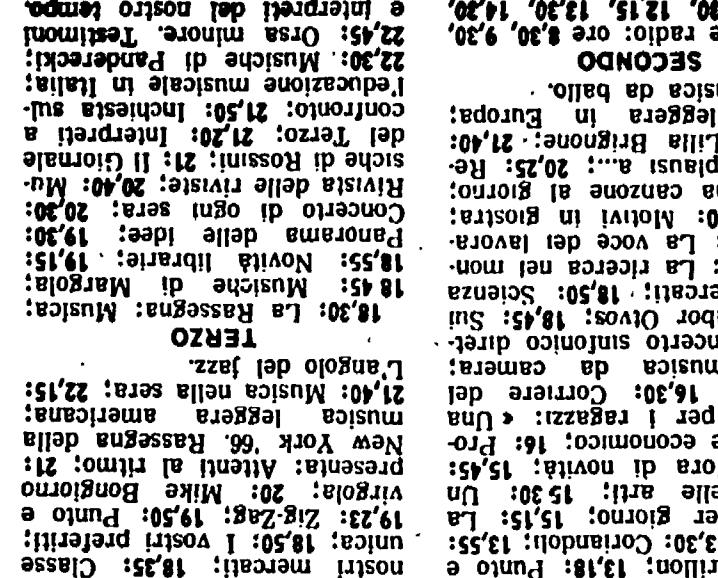 rillon; 13,18: Punto e
3,30: Coriandoli; 13,55:
er giorno; 15,15: La
elle arti; 15 30: Un
ora di novità; 15,45:
e economico; 16: Pro-
per i ragazzi: « Una
16,30: Corriere del
musica da camera;
ncerto sinfonico diret-
bor Otvos; 18,45: Sui
ercati; 18,50: Scienza
; La ricerca nel mon-
: La voce dei lavora-
0: Motivi in giostra;
a canzone al giorno;
plausi a...; 20,25: Re-
Lilla Brignone; 21,40:
leggera in Europa;
sica da ballo.
SECONDO
e radio: ore 8,30, 9,30,
30, 12.15, 13.30, 14,30,
nostri mercati; 18,35: Classe
unica; 18,50: I vostri preferiti;
19,23: Zig-Zag; 19,50: Punto e
virgola; 20: Mike Bongiorno
presenta: Attenti al ritmo; 21:
New York '66. Rassegna della
musica leggera americana;
21,40: Musica nella sera; 22,15:
L'angolo del jazz.
TERZO
18,30: La Rassegna: Musica;
18 45: Musiche di Margola;
18,55: Novità librarie; 19,15:
Panorama delle idee; 19,30:
Concerto di ogni sera; 20,30:
Rivista delle riviste; 20,40: Mu-
siche di Rossini; 21: Il Giornale
del Terzo; 21,20: Interpreti a
confronto; 21,50: Inchiesta sul-
l'educazione musicale in Italia;
22,30: Musiche di Panderecki;
22,45: Orsa minore. Testimoni
e interpreti del nostro tempo.